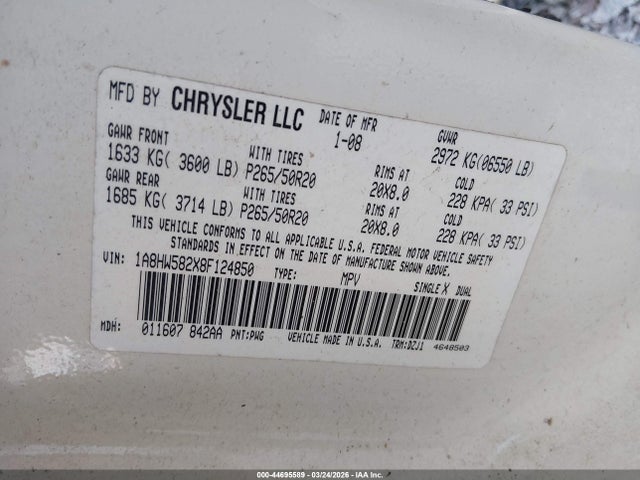 MFD BY CHRYSLER LLC DATE OF MFR GVWR
1-08 2972 KG(06550 LB)
GAWR FRONT WITH TIRES RIMS AT COLD
1633 KG( 3600 LB) P265/50R20 20X8.0 228 KPA( 33 PSI)
GAWR REAR WITH TIRES RIMS AT COLD
1685 KG( 3714 LB) P265/50R20 20X8.0 228 KPA( 33 PSI)
THIS VEHICLE CONFORMS TO ALL APPLICABLE U.S.A. FEDERAL MOTOR VEHICLE SAFETY
STANDARDS IN EFFECT ON THE DATE OF MANUFACTURE SHOWN ABOVE.
VIN: 1A8HW582X8F124850 TYPE: MPV SINGLE X DUAL
MDH: 011607 842AA PNT:PWG VEHICLE MADE IN U.S.A. TRM:DZJ1 4648503
000-44695589 | 03/24/2026 | IAA Inc.